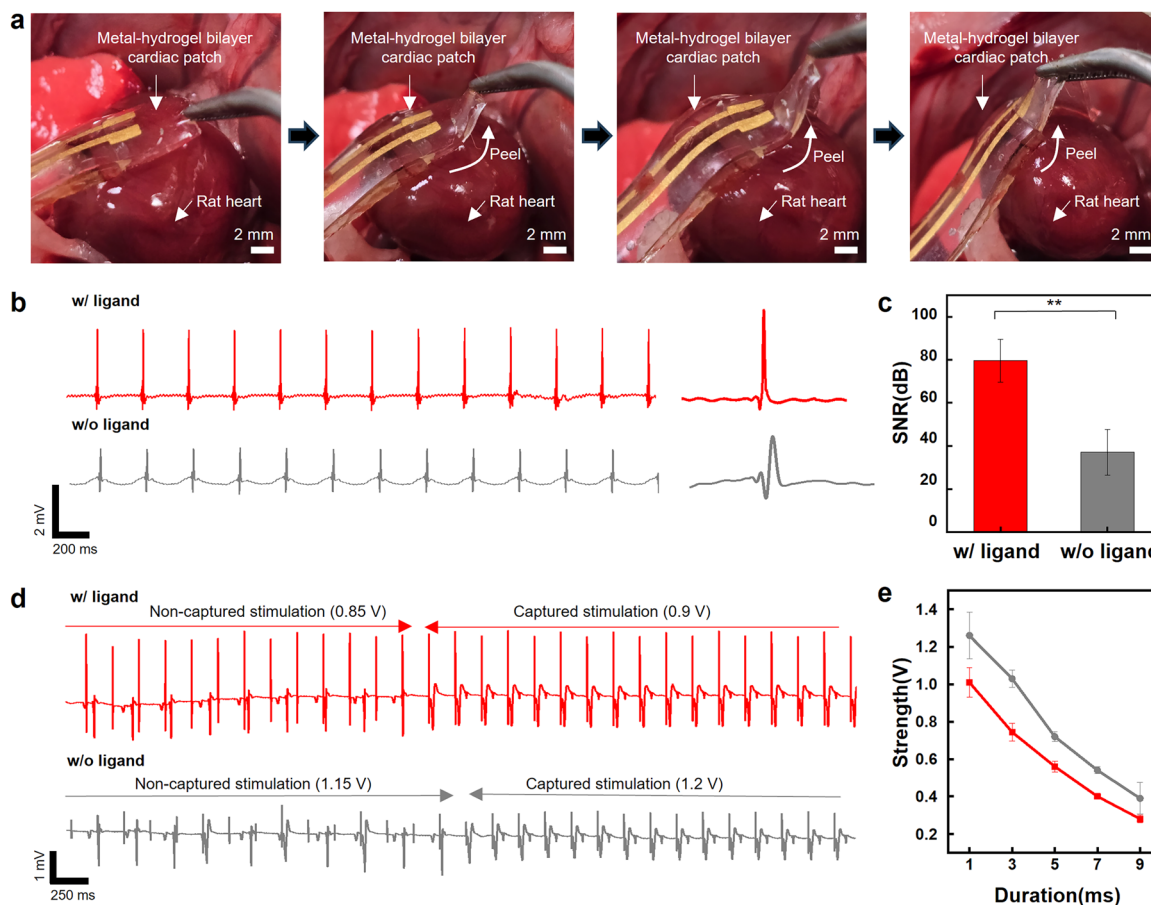 a
Metal-hydrogel bilayer
cardiac patch
Rat heart
2 mm
Metal-hydrogel bilayer
cardiac patch
Peel
Rat heart
2 mm
Metal-hydrogel bilayer
cardiac patch
Peel
Rat heart
2 mm
Metal-hydrogel bilayer
cardiac patch
Peel
Rat heart
2 mm
b
w/ ligand
w/o ligand
2 mV
200 ms
c
**
SNR(dB)
100
80
60
40
20
0
w/ ligand
w/o ligand
d
w/ ligand
Non-captured stimulation (0.85 V)
Captured stimulation (0.9 V)
w/o ligand
Non-captured stimulation (1.15 V)
Captured stimulation (1.2 V)
1 mV
250 ms
e
Strength(V)
1.4
1.2
1.0
0.8
0.6
0.4
0.2
1 3 5 7 9
Duration(ms)